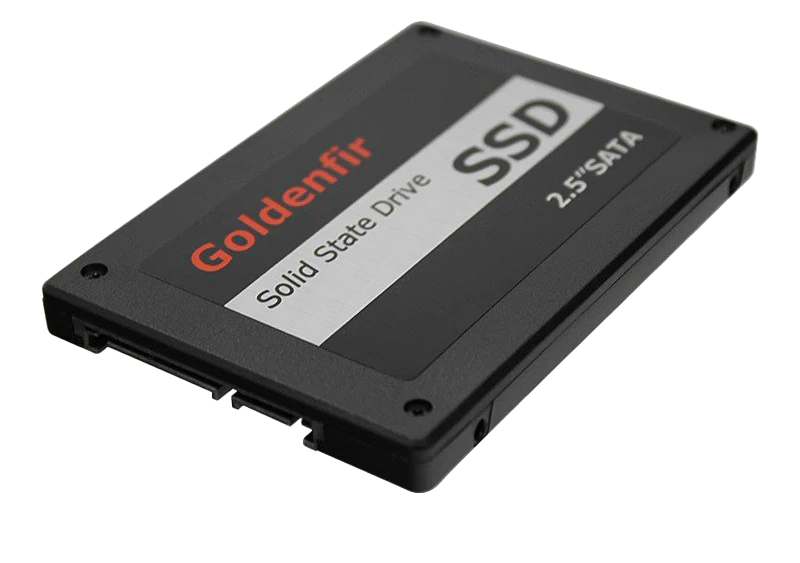 Goldenfir
Solid State Drive
SSD
2.5"SATA